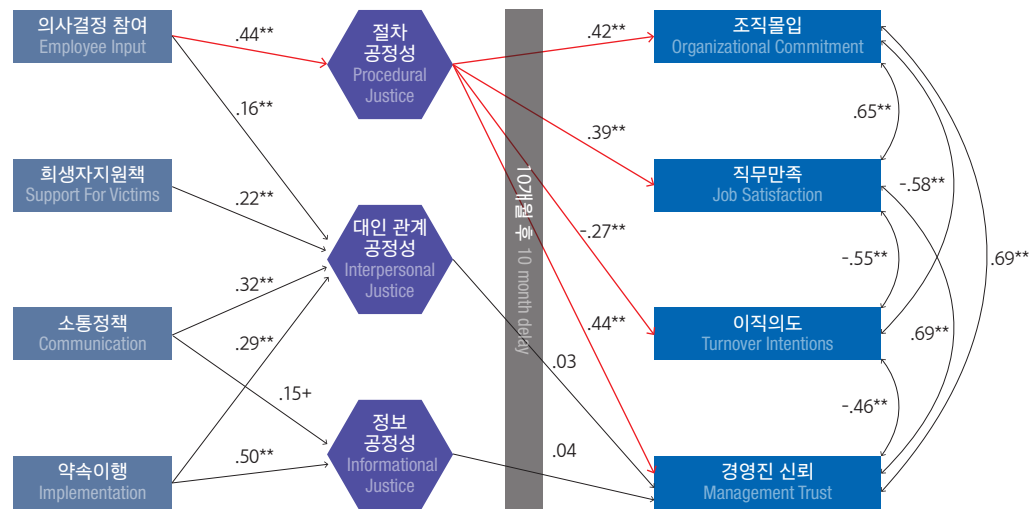 의사결정 참여
Employee Input
희생자지원책
Support For Victims
소통정책
Communication
약속이행
Implementation
.44**
.16**
.22**
.32**
.29**
.15+
.50**
절차
공정성
Procedural
Justice
대인 관계
공정성
Interpersonal
Justice
정보
공정성
Informational
Justice
10개월 후 10 month delay
.42**
.39**
-.27**
.44**
.03
.04
조직몰입
Organizational Commitment
직무만족
Job Satisfaction
이직의도
Turnover Intentions
경영진 신뢰
Management Trust
.65**
-.58**
-.55**
.69**
.69**
-.46**